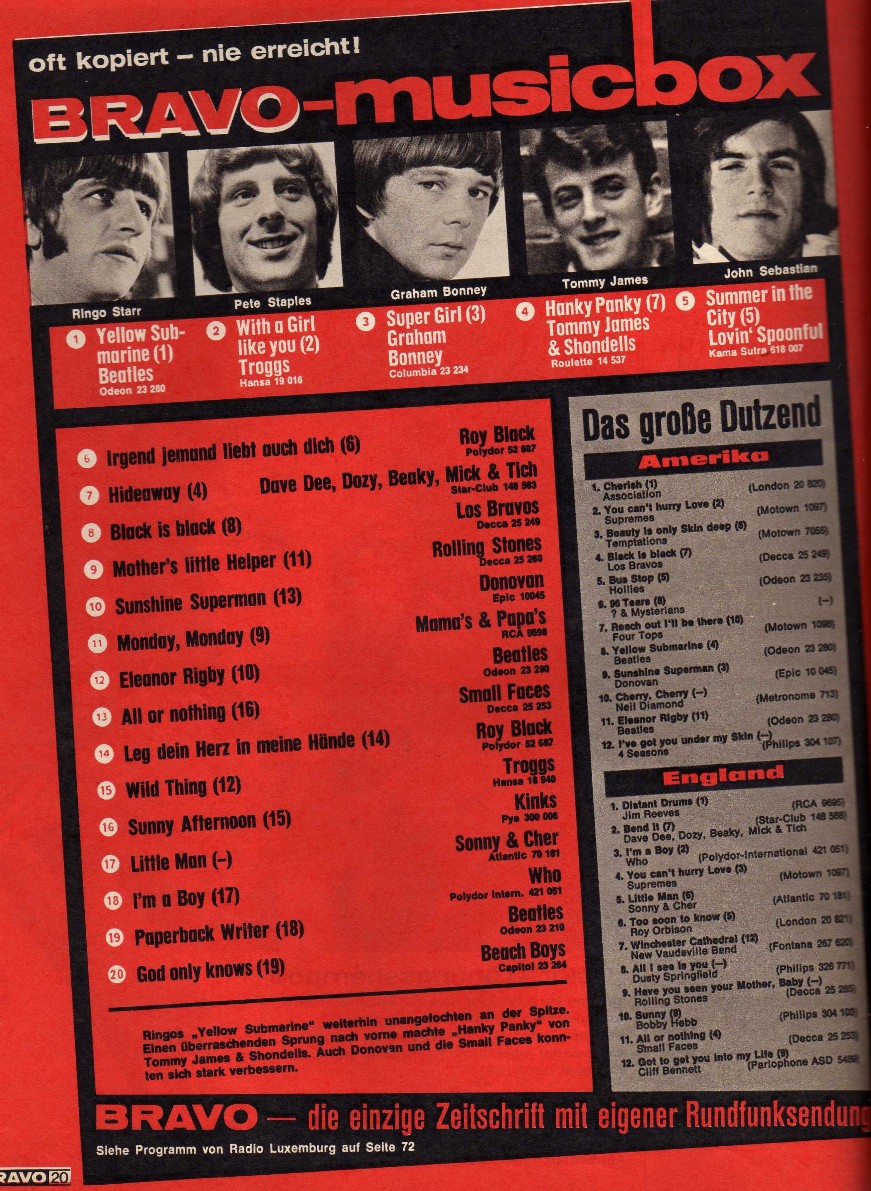 oft kopiert – nie erreicht!
BRAVO-musicbox
Ringo Starr
Pete Staples
Graham Bonney
Tommy James
John Sebastian
1 Yellow Sub-
marine (1)
Beatles
Odeon 23 280
2 With a Girl
like you (2)
Troggs
Hansa 19 016
3 Super Girl (3)
Graham
Bonney
Columbia 23 234
4 Hanky Panky (7)
Tommy James
& Shondells
Roulette 14 537
5 Summer in the
City (5)
Lovin' Spoonful
Kama Sutra 618 007
6 Irgend jemand liebt auch dich (6) Roy Black
Polydor 52 687
7 Hideaway (4) Dave Dee, Dozy, Beaky, Mick & Tich
Star-Club 148 563
8 Black is black (8) Los Bravos
Decca 25 249
9 Mother's little Helper (11) Rolling Stones
Decca 25 260
10 Sunshine Superman (13) Donovan
Epic 10045
11 Monday, Monday (9) Mama's & Papa's
RCA 9696
12 Eleanor Rigby (10) Beatles
Odeon 23 280
13 All or nothing (16) Small Faces
Decca 25 253
14 Leg dein Herz in meine Hände (14) Roy Black
Polydor 52 687
15 Wild Thing (12) Troggs
Hansa 18 940
16 Sunny Afternoon (15) Kinks
Pye 300 006
17 Little Man (–) Sonny & Cher
Atlantic 70 181
18 I'm a Boy (17) Who
Polydor Intern. 421 051
19 Paperback Writer (18) Beatles
Odeon 23 210
20 God only knows (19) Beach Boys
Capitol 23 264
Ringos „Yellow Submarine" weiterhin unangefochten an der Spitze.
Einen überraschenden Sprung nach vorne machte „Hanky Panky" von
Tommy James & Shondells. Auch Donovan und die Small Faces konn-
ten sich stark verbessern.
Das große Dutzend
Amerika
1. Cherish (1)
Association (London 20 820)
2. You can't hurry Love (2)
Supremes (Motown 1097)
3. Beauty is only Skin deep (6)
Temptations (Motown 7055)
4. Black is black (7)
Los Bravos (Decca 25 249)
5. Bus Stop (5)
Hollies (Odeon 23 235)
6. 96 Tears (8)
? & Mysterians (–)
7. Reach out I'll be there (10)
Four Tops (Motown 1098)
8. Yellow Submarine (4)
Beatles (Odeon 23 280)
9. Sunshine Superman (3)
Donovan (Epic 10 045)
10. Cherry, Cherry (–)
Neil Diamond (Metronome 713)
11. Eleanor Rigby (11)
Beatles (Odeon 23 280)
12. I've got you under my Skin (–)
4 Seasons (Philips 304 107)
England
1. Distant Drums (1)
Jim Reeves (RCA 9695)
2. Bend it (7) (Star-Club 148 568)
Dave Dee, Dozy, Beaky, Mick & Tich
3. I'm a Boy (2)
Who (Polydor-International 421 051)
4. You can't hurry Love (3)
Supremes (Motown 1097)
5. Little Man (6)
Sonny & Cher (Atlantic 70 181)
6. Too soon to know (5)
Roy Orbison (London 20 821)
7. Winchester Cathedral (12)
New Vaudeville Band (Fontana 267 620)
8. All I see is you (–)
Dusty Springfield (Philips 326 771)
9. Have you seen your Mother, Baby (–)
Rolling Stones (Decca 25 265)
10. Sunny (8)
Bobby Hebb (Philips 304 105)
11. All or nothing (4)
Small Faces (Decca 25 253)
12. Got to get you into my Life (9)
Cliff Bennett (Parlophone ASD 5489)
BRAVO — die einzige Zeitschrift mit eigener Rundfunksendung
Siehe Programm von Radio Luxemburg auf Seite 72
RAVO 20